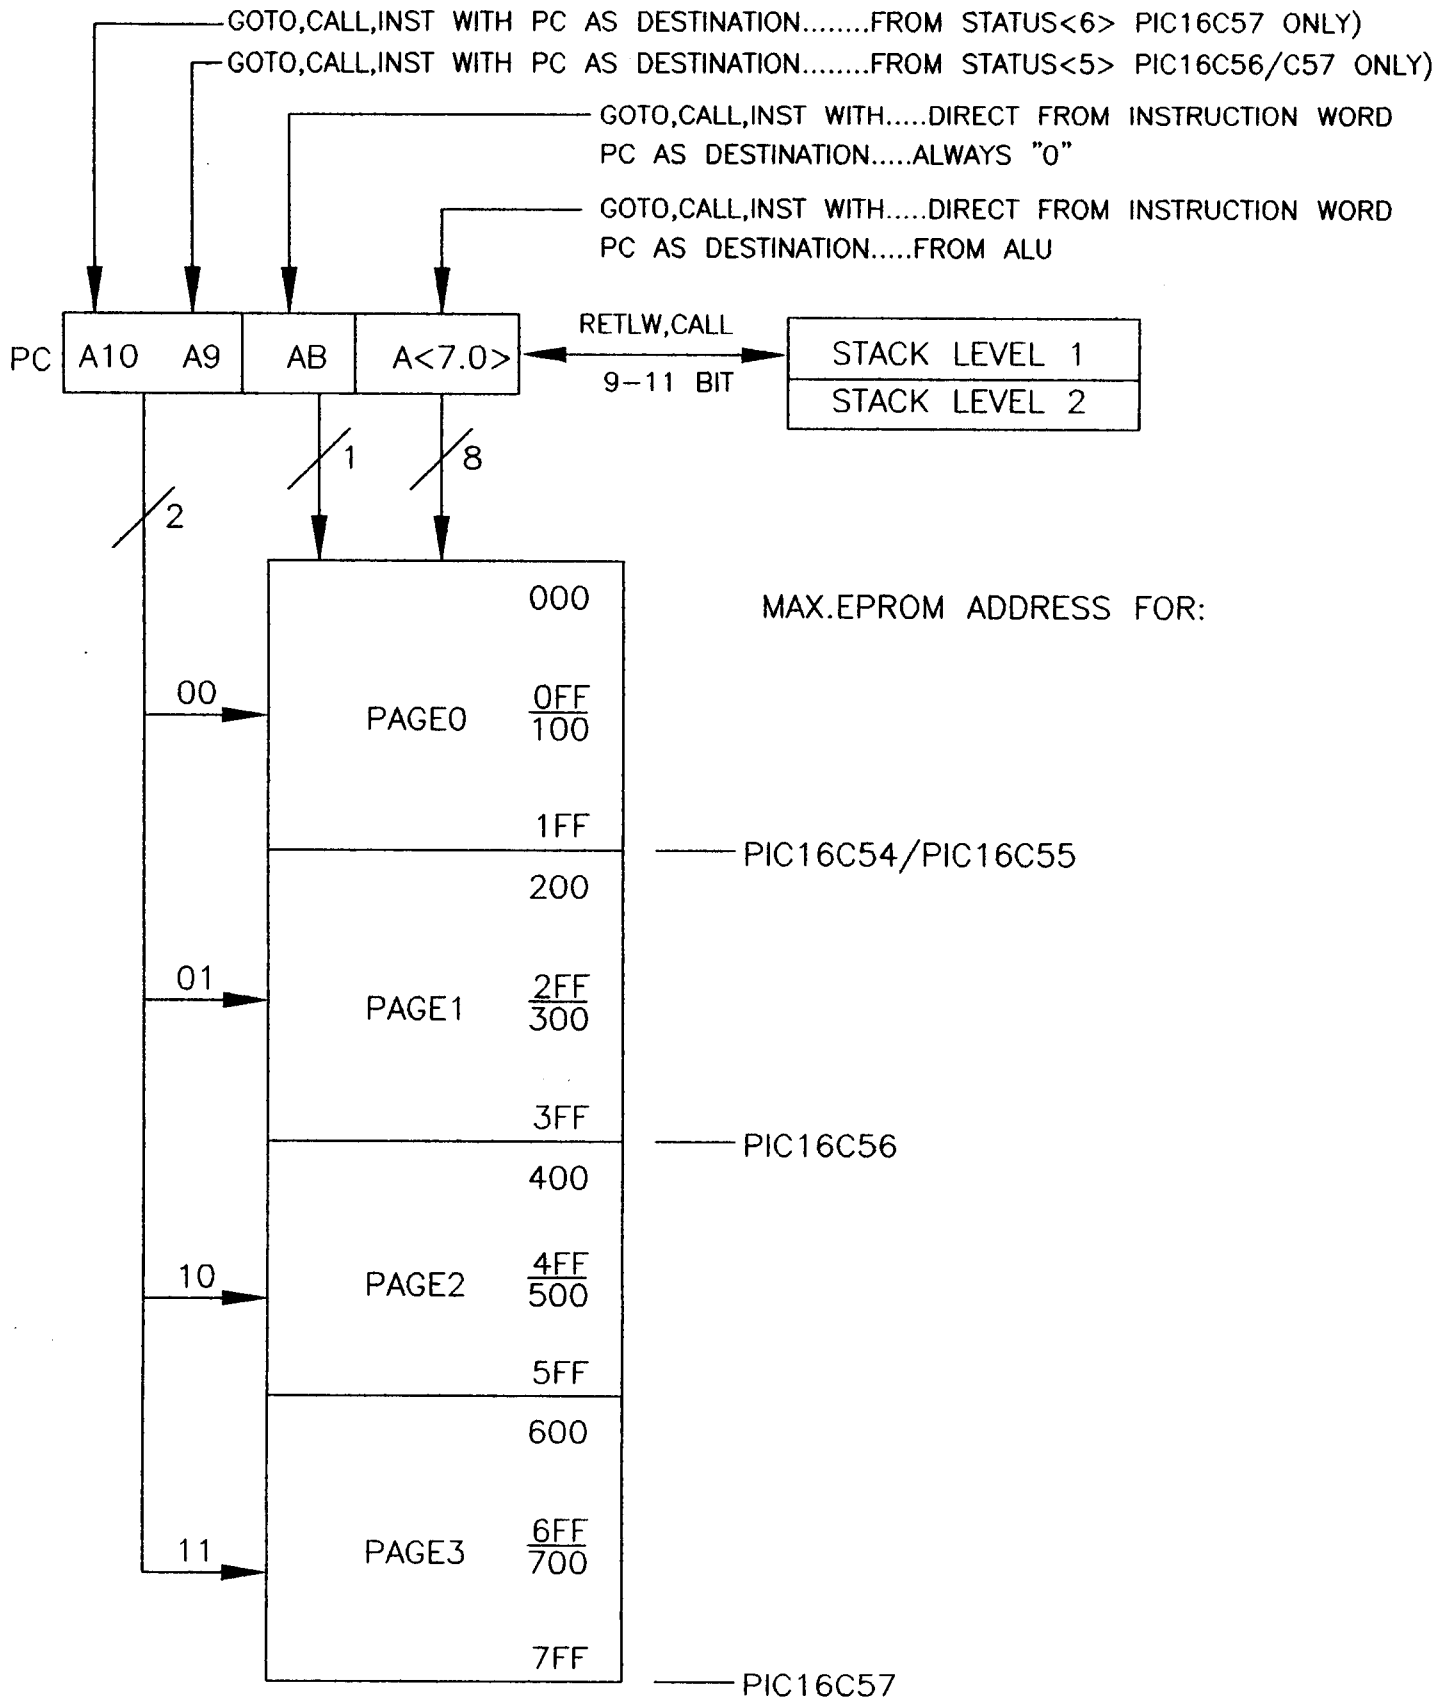 GOTO,CALL,INST WITH PC AS DESTINATION........FROM STATUS<6> PIC16C57 ONLY)
GOTO,CALL,INST WITH PC AS DESTINATION........FROM STATUS<5> PIC16C56/C57 ONLY)
GOTO,CALL,INST WITH.....DIRECT FROM INSTRUCTION WORD
PC AS DESTINATION.....ALWAYS "0"
GOTO,CALL,INST WITH.....DIRECT FROM INSTRUCTION WORD
PC AS DESTINATION.....FROM ALU
PC A10 A9 AB A<7.0>
RETLW,CALL
9-11 BIT
STACK LEVEL 1
STACK LEVEL 2
1
8
2
000
MAX.EPROM ADDRESS FOR:
00
PAGE0
0FF
100
1FF
PIC16C54/PIC16C55
200
01
PAGE1
2FF
300
3FF
PIC16C56
400
10
PAGE2
4FF
500
5FF
600
11
PAGE3
6FF
700
7FF
PIC16C57